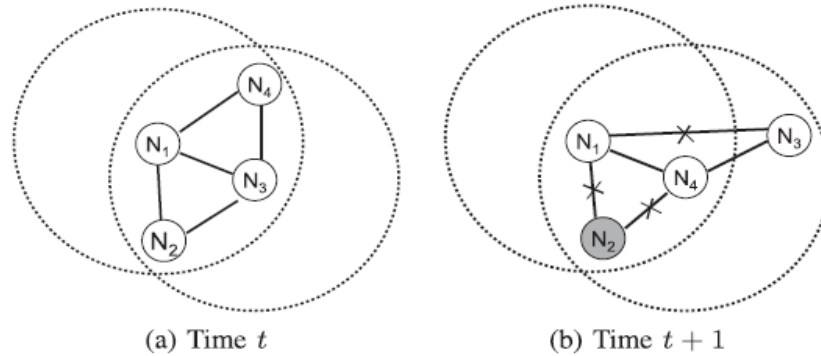 N₄
N₁
N₃
N₂
N₁
N₃
N₄
N₂
(a) Time t
(b) Time t + 1